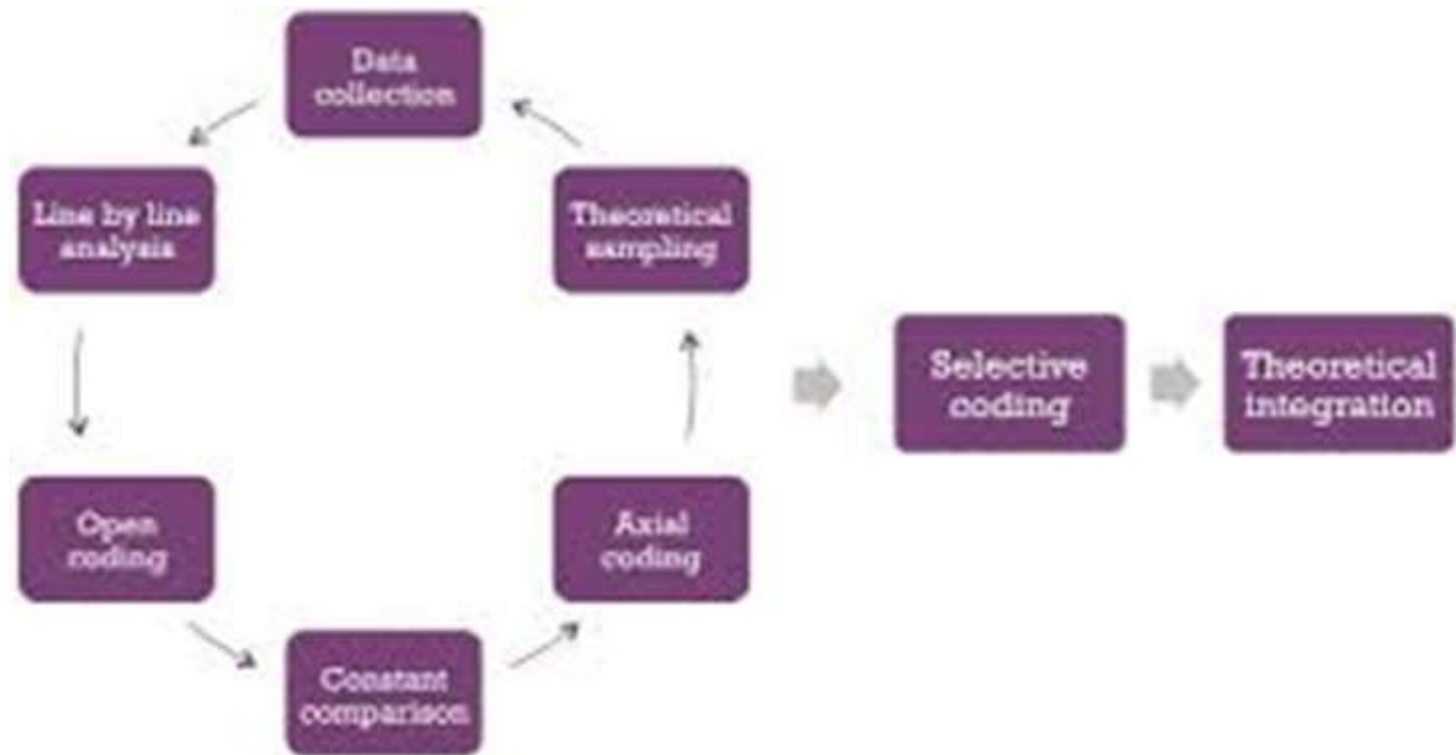 Data
collection
Line by line
analysis
Open
coding
Constant
comparison
Axial
coding
Theoretical
sampling
Selective
coding
Theoretical
integration